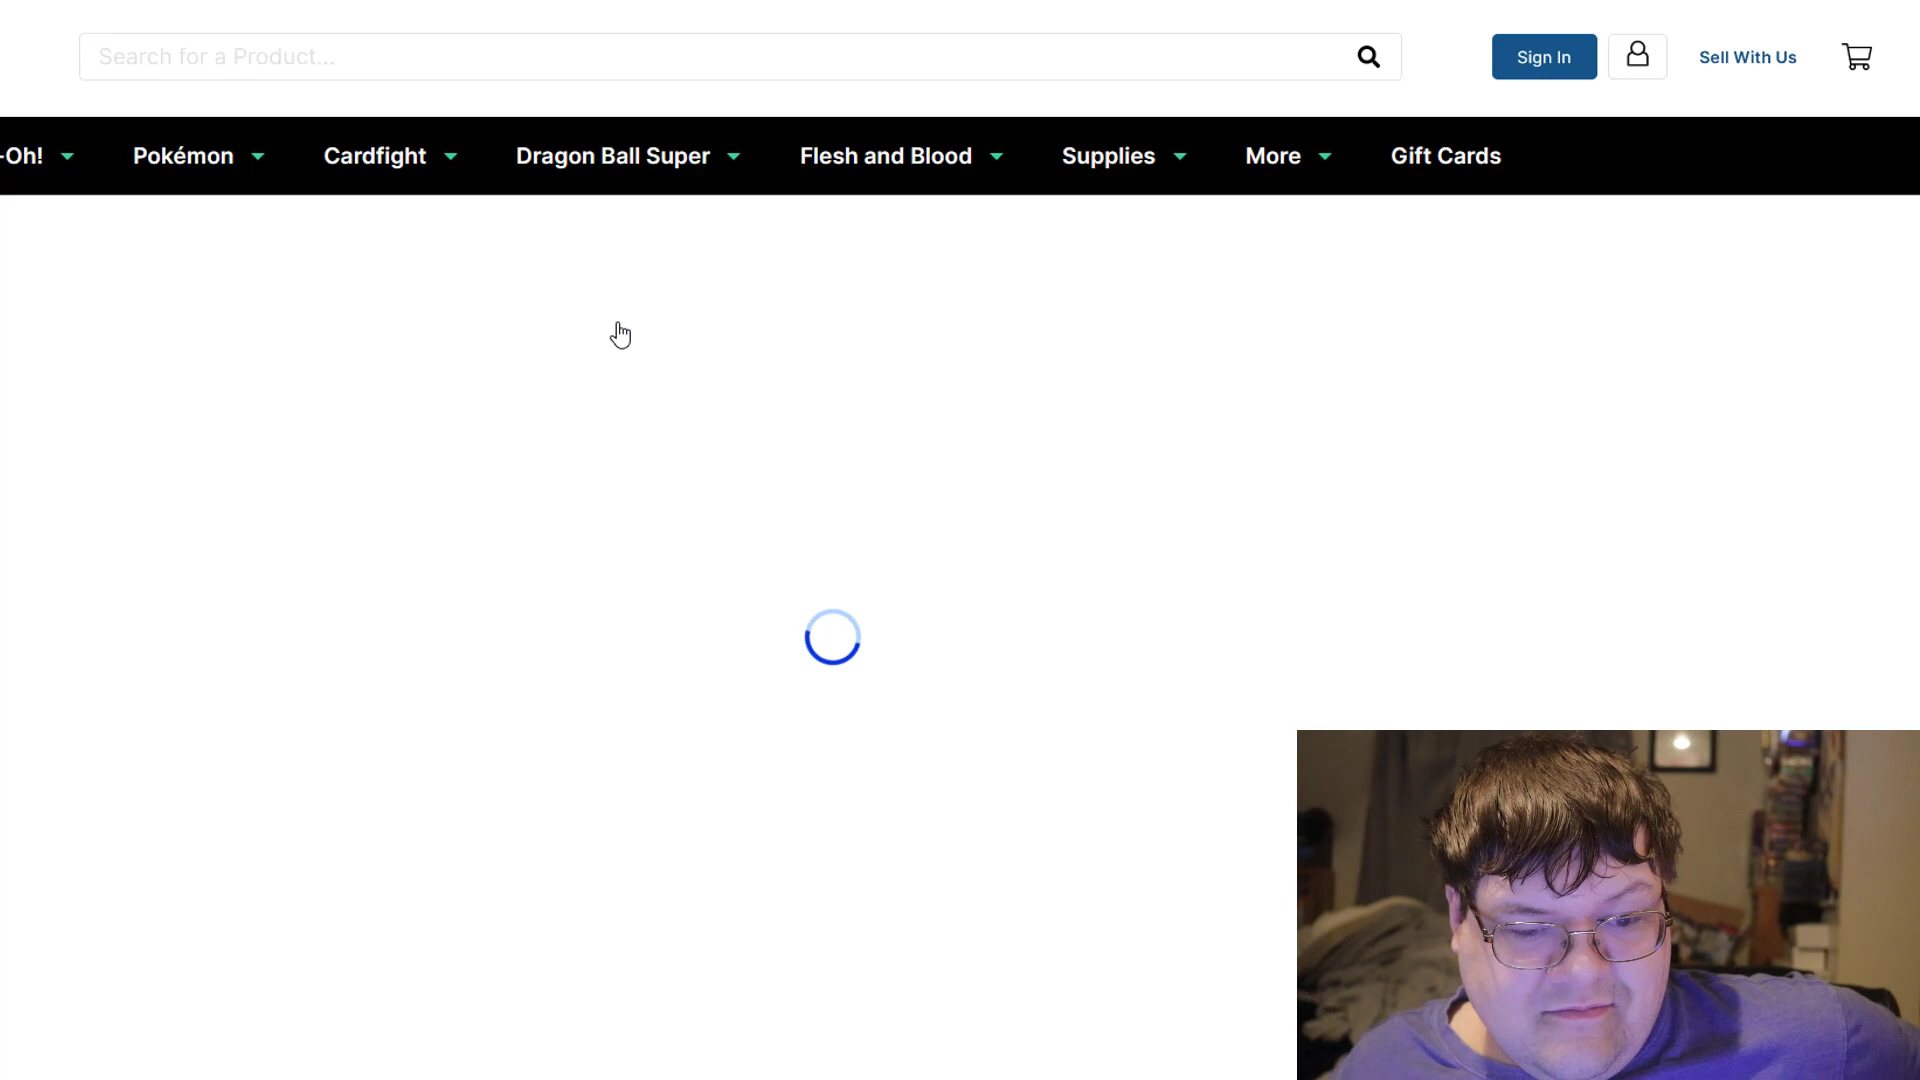 Search for a Product...
Sign In
Sell With Us
-Oh!
Pokémon
Cardfight
Dragon Ball Super
Flesh and Blood
Supplies
More
Gift Cards